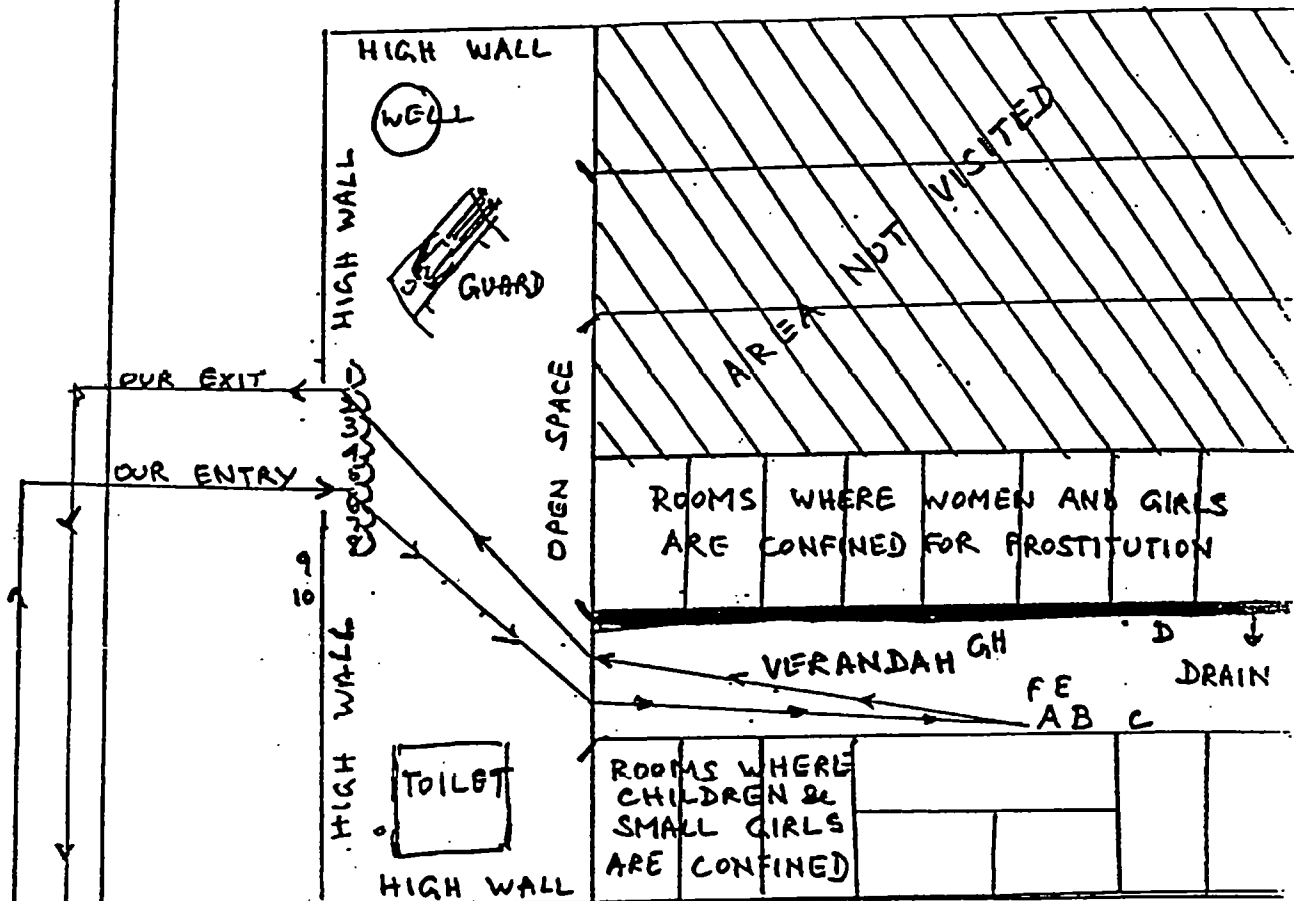 HIGH WALL
WELL
HIGH WALL
GUARD
AREA NOT VISITED
OUR EXIT
OUR ENTRY
OPEN SPACE
ROOMS WHERE WOMEN AND GIRLS
ARE CONFINED FOR PROSTITUTION
10
9
HIGH WALL
VERANDAH
GH
D
DRAIN
F E
A B C
TOILET
ROOMS WHERE
CHILDREN &
SMALL GIRLS
ARE CONFINED
HIGH WALL